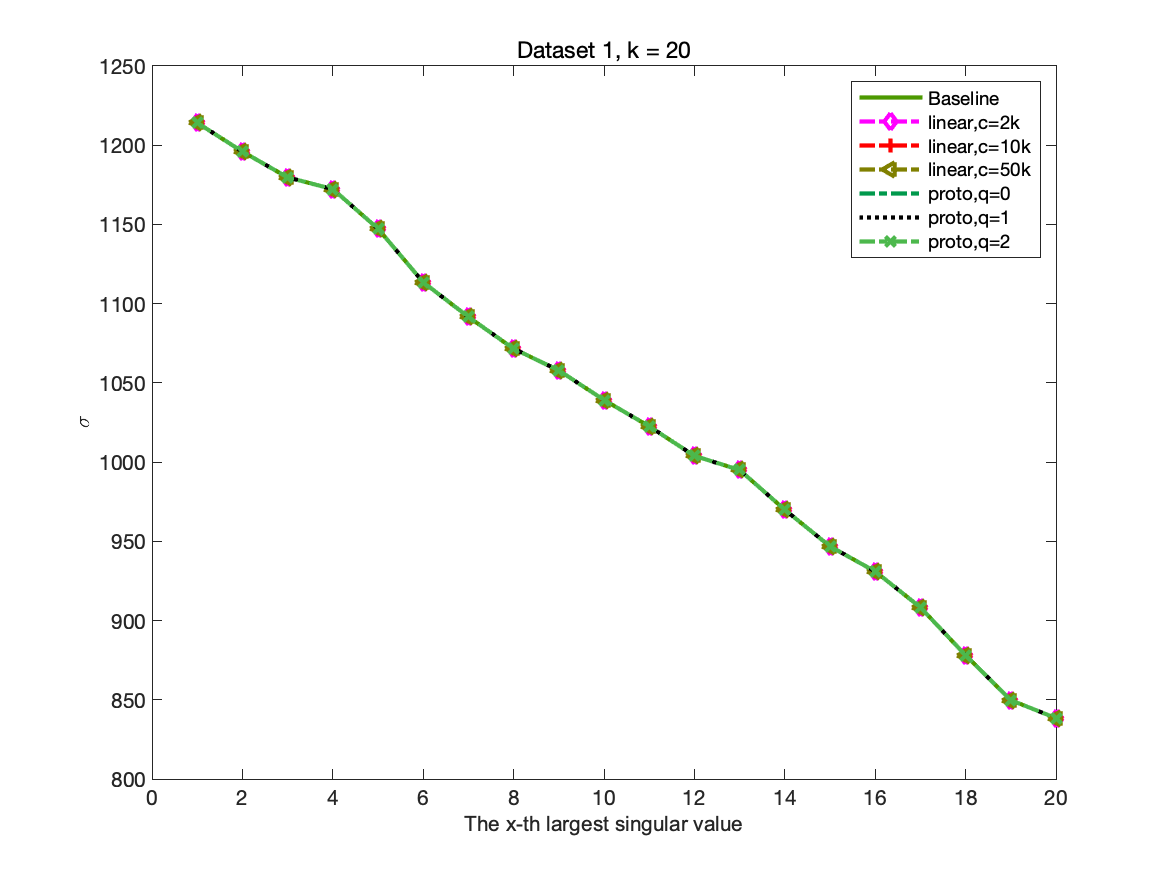 Dataset 1, k = 20
1250
1200
1150
1100
1050
1000
950
900
850
800
σ
Baseline
linear,c=2k
linear,c=10k
linear,c=50k
proto,q=0
proto,q=1
proto,q=2
0 2 4 6 8 10 12 14 16 18 20
The x-th largest singular value